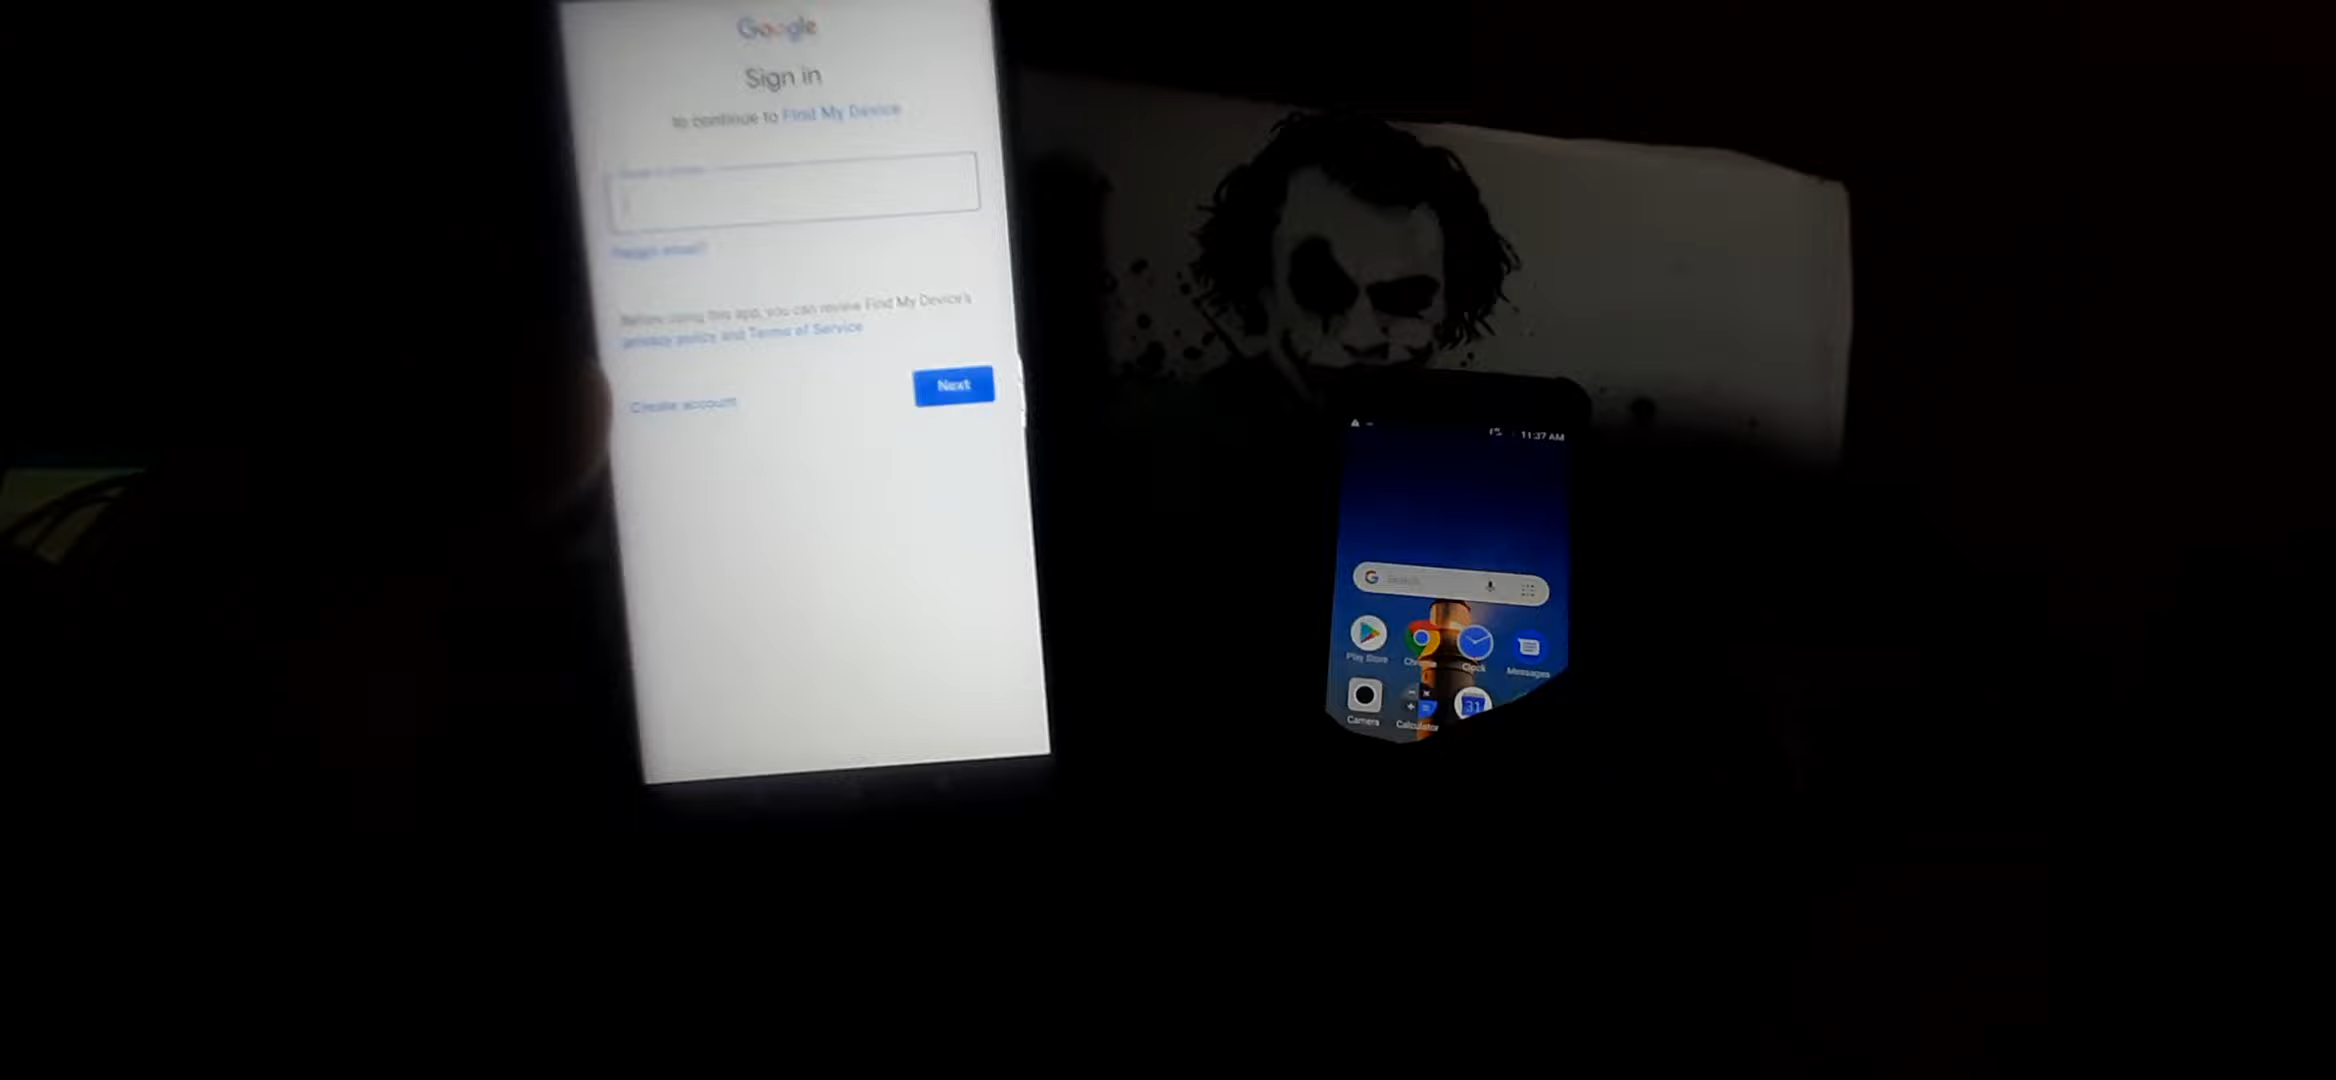 Google
Sign in
to continue to Find My Device
Forgot email?
Before using this app, you can review Find My Device's
privacy policy and Terms of Service
Next
Create account
11:37 AM
G Search
Play Store
Chrome
Clock
Messages
Camera
Calculator
31